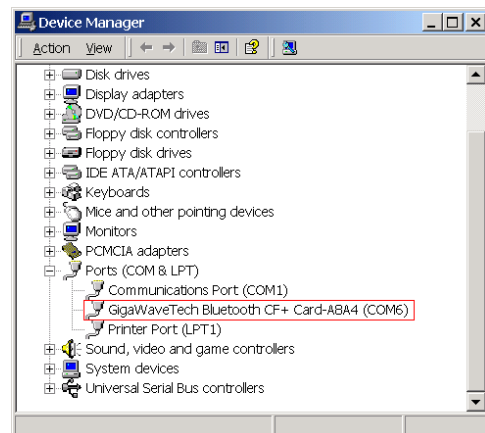 Device Manager
Action View
Disk drives
Display adapters
DVD/CD-ROM drives
Floppy disk controllers
Floppy disk drives
IDE ATA/ATAPI controllers
Keyboards
Mice and other pointing devices
Monitors
PCMCIA adapters
Ports (COM & LPT)
Communications Port (COM1)
GigaWaveTech Bluetooth CF+ Card-A8A4 (COM6)
Printer Port (LPT1)
Sound, video and game controllers
System devices
Universal Serial Bus controllers